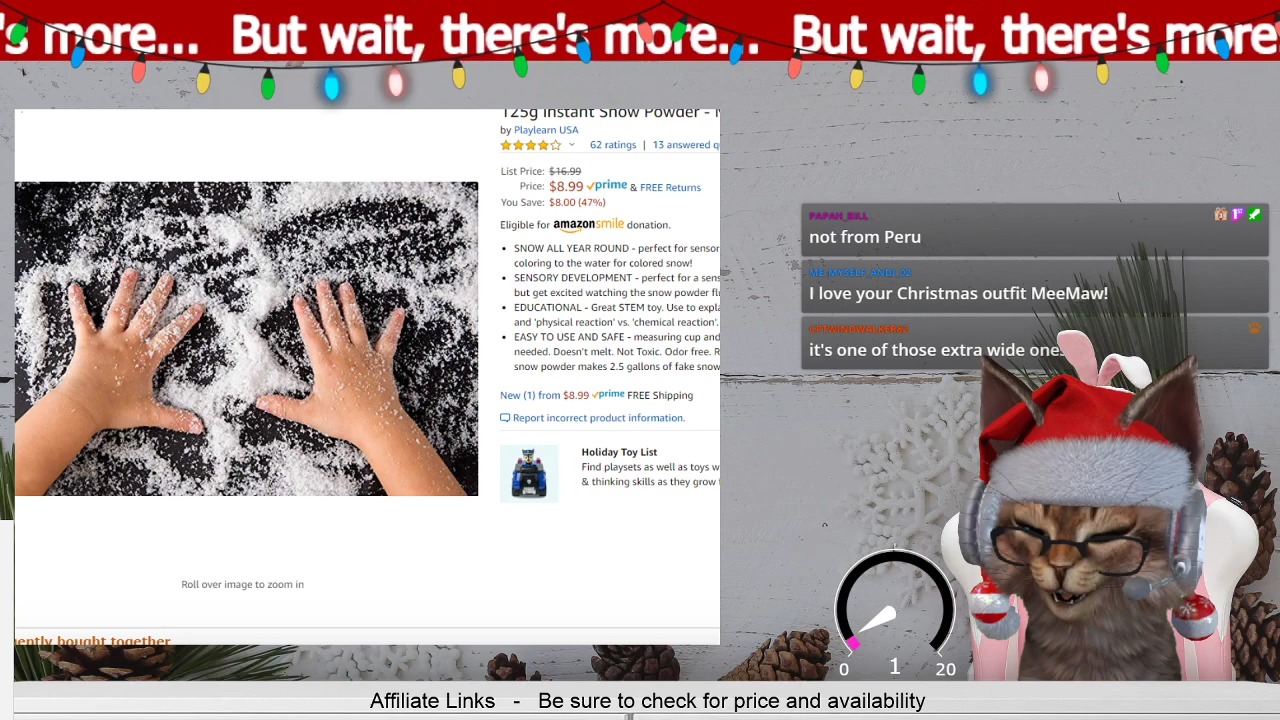 's more... But wait, there's more... But wait, there's more
125g Instant Snow Powder -
by Playlearn USA
62 ratings | 13 answered q
List Price: $16.99
Price: $8.99 prime & FREE Returns
You Save: $8.00 (47%)
Eligible for amazonsmile donation.
SNOW ALL YEAR ROUND - perfect for sensor
coloring to the water for colored snow!
SENSORY DEVELOPMENT - perfect for a sens
but get excited watching the snow powder flu
EDUCATIONAL - Great STEM toy. Use to expla
and 'physical reaction' vs. 'chemical reaction'.
EASY TO USE AND SAFE - measuring cup and
needed. Doesn't melt. Not Toxic. Odor free. R
snow powder makes 2.5 gallons of fake snow
New (1) from $8.99 prime FREE Shipping
Report incorrect product information.
Holiday Toy List
Find playsets as well as toys w
& thinking skills as they grow
Roll over image to zoom in
ently bought together
PAPAH_BILL
not from Peru
ME_MYSELF_ANDI_02
I love your Christmas outfit MeeMaw!
it's one of those extra wide ones
0 1 20
Affiliate Links - Be sure to check for price and availability